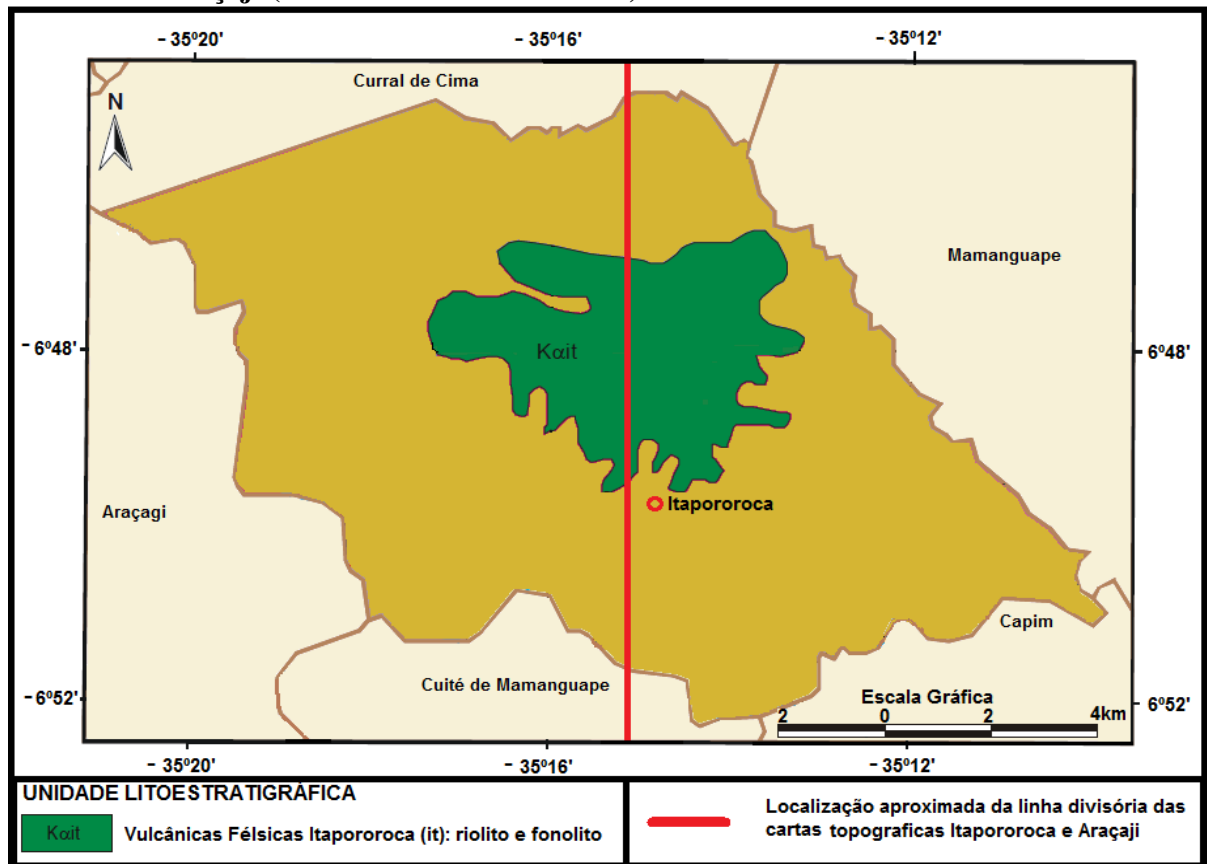 - 35º20' - 35º16' - 35º12'
Curral de Cima
N
Mamanguape
- 6º48' - 6º48'
Kαit
Itapororoca
Araçagi
Capim
Cuité de Mamanguape
Escala Gráfica
- 6º52' - 6º52'
2 0 2 4km
- 35º20' - 35º16' - 35º12'
UNIDADE LITOESTRATIGRÁFICA
Kαit Vulcânicas Félsicas Itapororoca (it): riolito e fonolito
Localização aproximada da linha divisória das
cartas topograficas Itapororoca e Araçaji